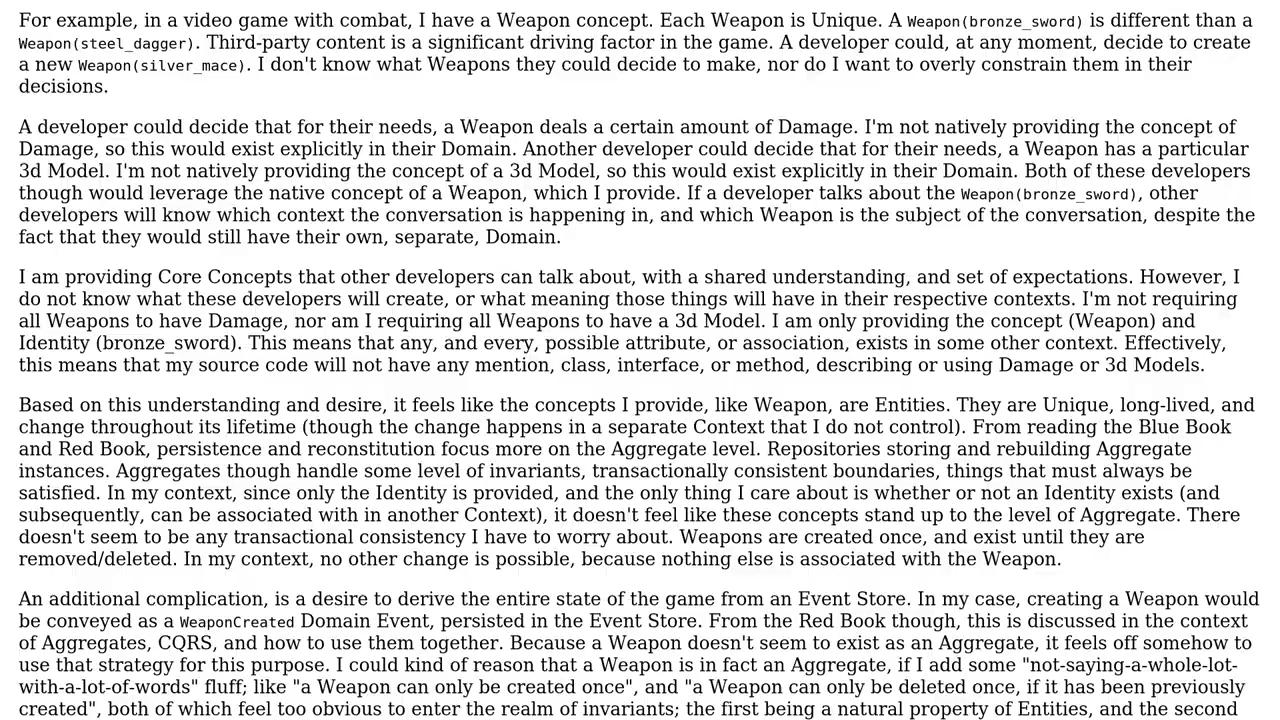 For example, in a video game with combat, I have a Weapon concept. Each Weapon is Unique. A Weapon(bronze_sword) is different than a
Weapon(steel_dagger). Third-party content is a significant driving factor in the game. A developer could, at any moment, decide to create
a new Weapon(silver_mace). I don't know what Weapons they could decide to make, nor do I want to overly constrain them in their
decisions.
A developer could decide that for their needs, a Weapon deals a certain amount of Damage. I'm not natively providing the concept of
Damage, so this would exist explicitly in their Domain. Another developer could decide that for their needs, a Weapon has a particular
3d Model. I'm not natively providing the concept of a 3d Model, so this would exist explicitly in their Domain. Both of these developers
though would leverage the native concept of a Weapon, which I provide. If a developer talks about the Weapon(bronze_sword), other
developers will know which context the conversation is happening in, and which Weapon is the subject of the conversation, despite the
fact that they would still have their own, separate, Domain.
I am providing Core Concepts that other developers can talk about, with a shared understanding, and set of expectations. However, I
do not know what these developers will create, or what meaning those things will have in their respective contexts. I'm not requiring
all Weapons to have Damage, nor am I requiring all Weapons to have a 3d Model. I am only providing the concept (Weapon) and
Identity (bronze_sword). This means that any, and every, possible attribute, or association, exists in some other context. Effectively,
this means that my source code will not have any mention, class, interface, or method, describing or using Damage or 3d Models.
Based on this understanding and desire, it feels like the concepts I provide, like Weapon, are Entities. They are Unique, long-lived, and
change throughout its lifetime (though the change happens in a separate Context that I do not control). From reading the Blue Book
and Red Book, persistence and reconstitution focus more on the Aggregate level. Repositories storing and rebuilding Aggregate
instances. Aggregates though handle some level of invariants, transactionally consistent boundaries, things that must always be
satisfied. In my context, since only the Identity is provided, and the only thing I care about is whether or not an Identity exists (and
subsequently, can be associated with in another Context), it doesn't feel like these concepts stand up to the level of Aggregate. There
doesn't seem to be any transactional consistency I have to worry about. Weapons are created once, and exist until they are
removed/deleted. In my context, no other change is possible, because nothing else is associated with the Weapon.
An additional complication, is a desire to derive the entire state of the game from an Event Store. In my case, creating a Weapon would
be conveyed as a WeaponCreated Domain Event, persisted in the Event Store. From the Red Book though, this is discussed in the context
of Aggregates, CQRS, and how to use them together. Because a Weapon doesn't seem to exist as an Aggregate, it feels off somehow to
use that strategy for this purpose. I could kind of reason that a Weapon is in fact an Aggregate, if I add some "not-saying-a-whole-lot-
with-a-lot-of-words" fluff; like "a Weapon can only be created once", and "a Weapon can only be deleted once, if it has been previously
created", both of which feel too obvious to enter the realm of invariants; the first being a natural property of Entities, and the second